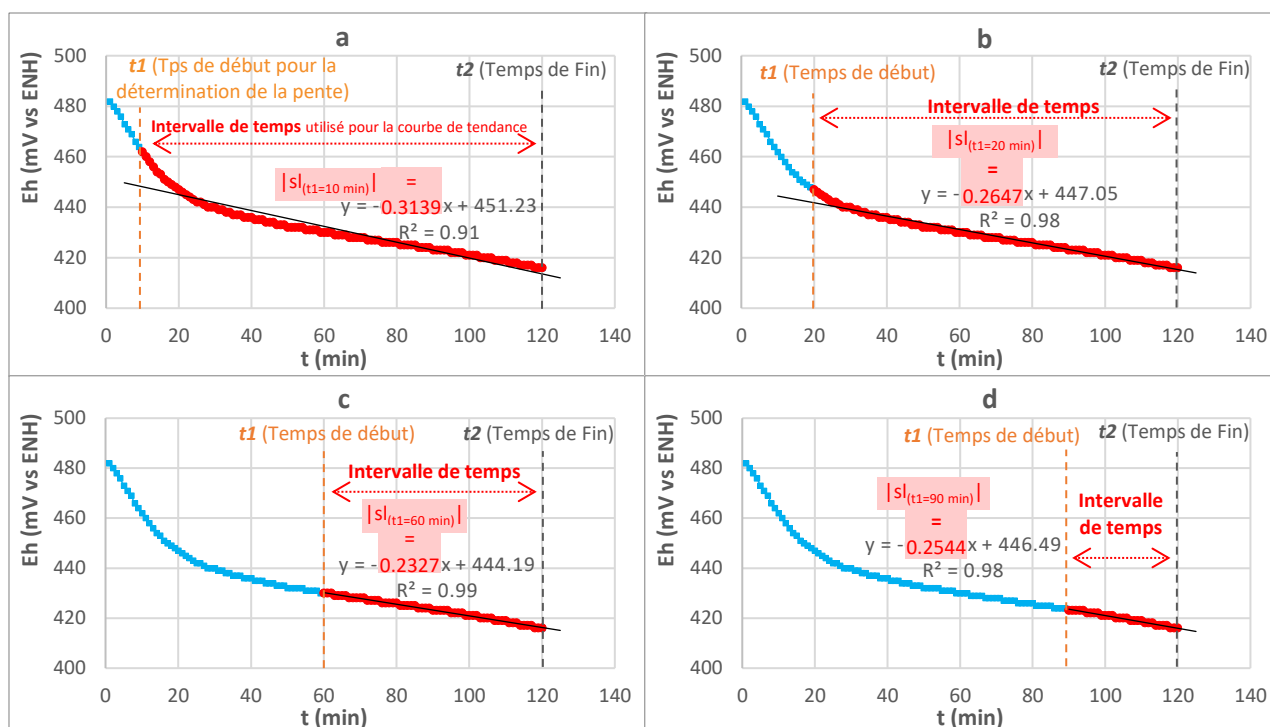 a
500
480
460
440
420
400
0 20 40 60 80 100 120 140
Eh (mV vs ENH)
t (min)
t1 (Tps de début pour la
détermination de la pente)
t2 (Temps de Fin)
Intervalle de temps utilisé pour la courbe de tendance
|sl(t1=10 min)| =
y = -0.3139x + 451.23
R² = 0.91
b
500
480
460
440
420
400
0 20 40 60 80 100 120 140
Eh (mV vs ENH)
t (min)
t1 (Temps de début)
t2 (Temps de Fin)
Intervalle de temps
|sl(t1=20 min)|
=
y = -0.2647x + 447.05
R² = 0.98
c
500
480
460
440
420
400
0 20 40 60 80 100 120 140
Eh (mV vs ENH)
t (min)
t1 (Temps de début)
t2 (Temps de Fin)
Intervalle de temps
|sl(t1=60 min)|
=
y = -0.2327x + 444.19
R² = 0.99
d
500
480
460
440
420
400
0 20 40 60 80 100 120 140
Eh (mV vs ENH)
t (min)
t1 (Temps de début)
t2 (Temps de Fin)
Intervalle
de temps
|sl(t1=90 min)|
=
y = -0.2544x + 446.49
R² = 0.98